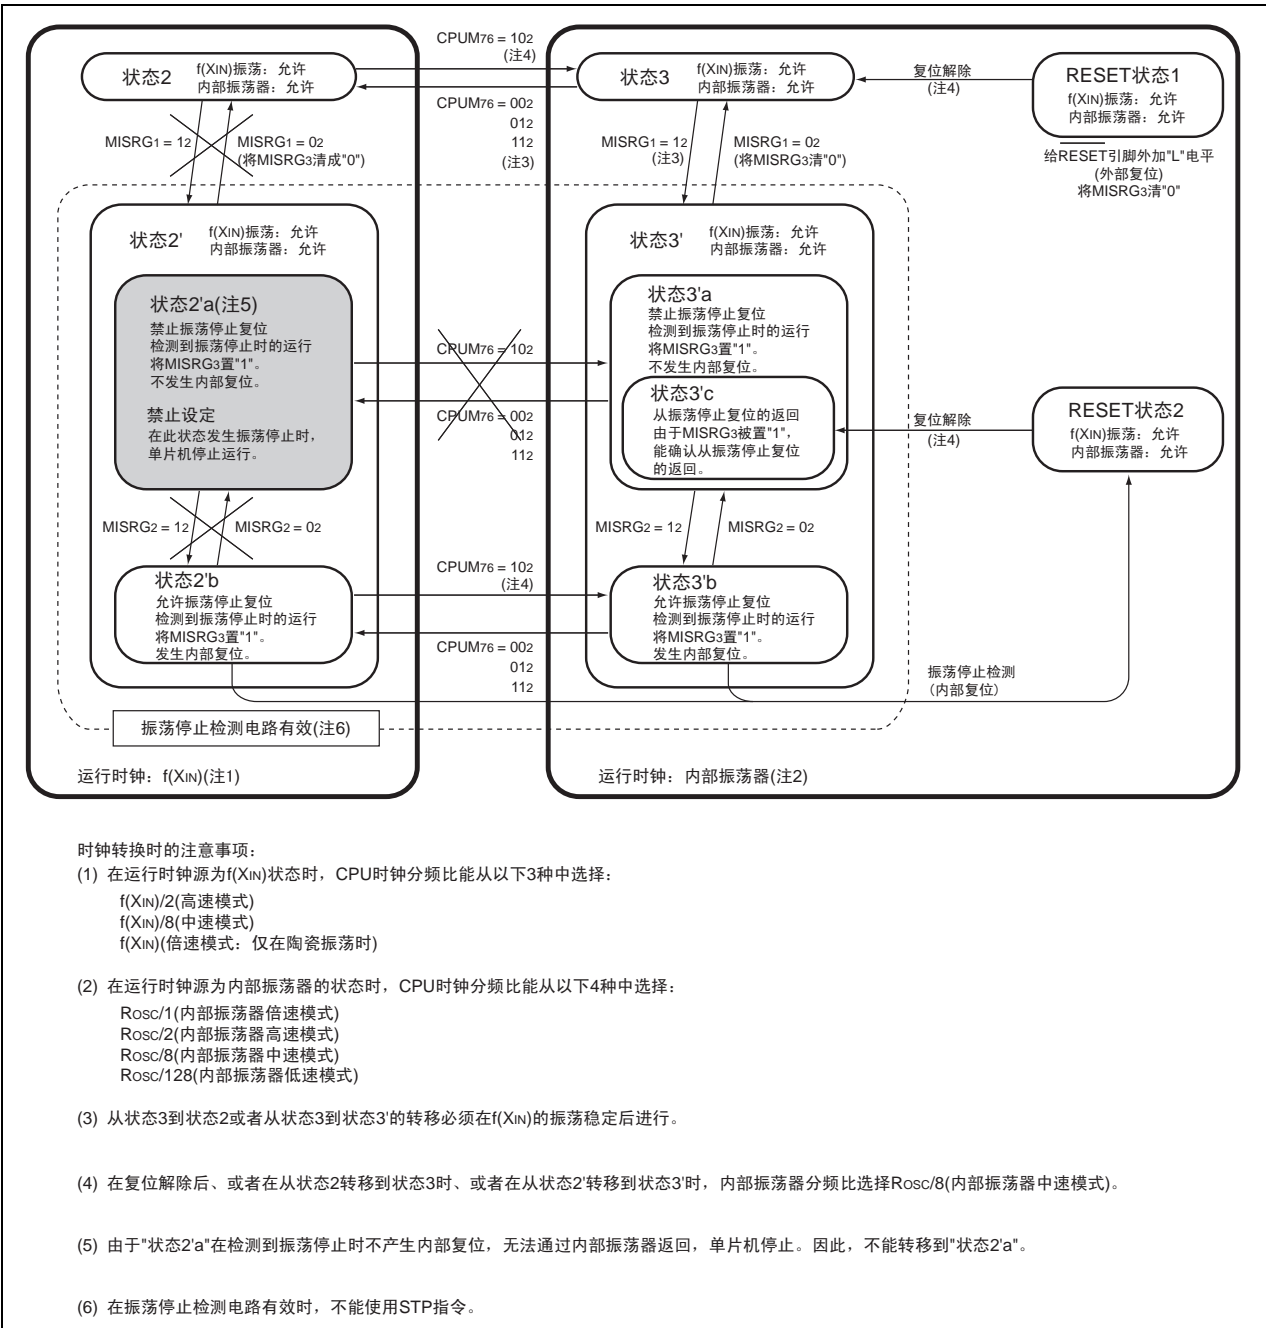 CPUM76 = 102
(注4)
状态2
f(XIN)振荡：允许
内部振荡器：允许
状态3
f(XIN)振荡：允许
内部振荡器：允许
复位解除
(注4)
RESET状态1
f(XIN)振荡：允许
内部振荡器：允许
CPUM76 = 002
012
112
(注3)
MISRG1 = 12
MISRG1 = 02
(将MISRG3清成"0")
MISRG1 = 12
(注3)
MISRG1 = 02
(将MISRG3清"0")
给RESET引脚外加"L"电平
(外部复位)
将MISRG3清"0"
状态2'
f(XIN)振荡：允许
内部振荡器：允许
状态3'
f(XIN)振荡：允许
内部振荡器：允许
状态2'a(注5)
禁止振荡停止复位
检测到振荡停止时的运行
将MISRG3置"1"。
不发生内部复位。
禁止设定
在此状态发生振荡停止时，
单片机停止运行。
CPUM76 = 102
CPUM76 = 002
012
112
状态3'a
禁止振荡停止复位
检测到振荡停止时的运行
将MISRG3置"1"。
不发生内部复位。
状态3'c
从振荡停止复位的返回
由于MISRG3被置"1"，
能确认从振荡停止复位
的返回。
复位解除
(注4)
RESET状态2
f(XIN)振荡：允许
内部振荡器：允许
MISRG2 = 12
MISRG2 = 02
MISRG2 = 12
MISRG2 = 02
状态2'b
允许振荡停止复位
检测到振荡停止时的运行
将MISRG3置"1"。
发生内部复位。
CPUM76 = 102
(注4)
CPUM76 = 002
012
112
状态3'b
允许振荡停止复位
检测到振荡停止时的运行
将MISRG3置"1"。
发生内部复位。
振荡停止检测
（内部复位）
振荡停止检测电路有效(注6)
运行时钟：f(XIN)(注1)
运行时钟：内部振荡器(注2)
时钟转换时的注意事项：
(1) 在运行时钟源为f(XIN)状态时，CPU时钟分频比能从以下3种中选择：
f(XIN)/2(高速模式)
f(XIN)/8(中速模式)
f(XIN)(倍速模式：仅在陶瓷振荡时)
(2) 在运行时钟源为内部振荡器的状态时，CPU时钟分频比能从以下4种中选择：
ROSC/1(内部振荡器倍速模式)
ROSC/2(内部振荡器高速模式)
ROSC/8(内部振荡器中速模式)
ROSC/128(内部振荡器低速模式)
(3) 从状态3到状态2或者从状态3到状态3'的转移必须在f(XIN)的振荡稳定后进行。
(4) 在复位解除后、或者在从状态2转移到状态3时、或者在从状态2'转移到状态3'时，内部振荡器分频比选择ROSC/8(内部振荡器中速模式)。
(5) 由于"状态2'a"在检测到振荡停止时不产生内部复位，无法通过内部振荡器返回，单片机停止。因此，不能转移到"状态2'a"。
(6) 在振荡停止检测电路有效时，不能使用STP指令。